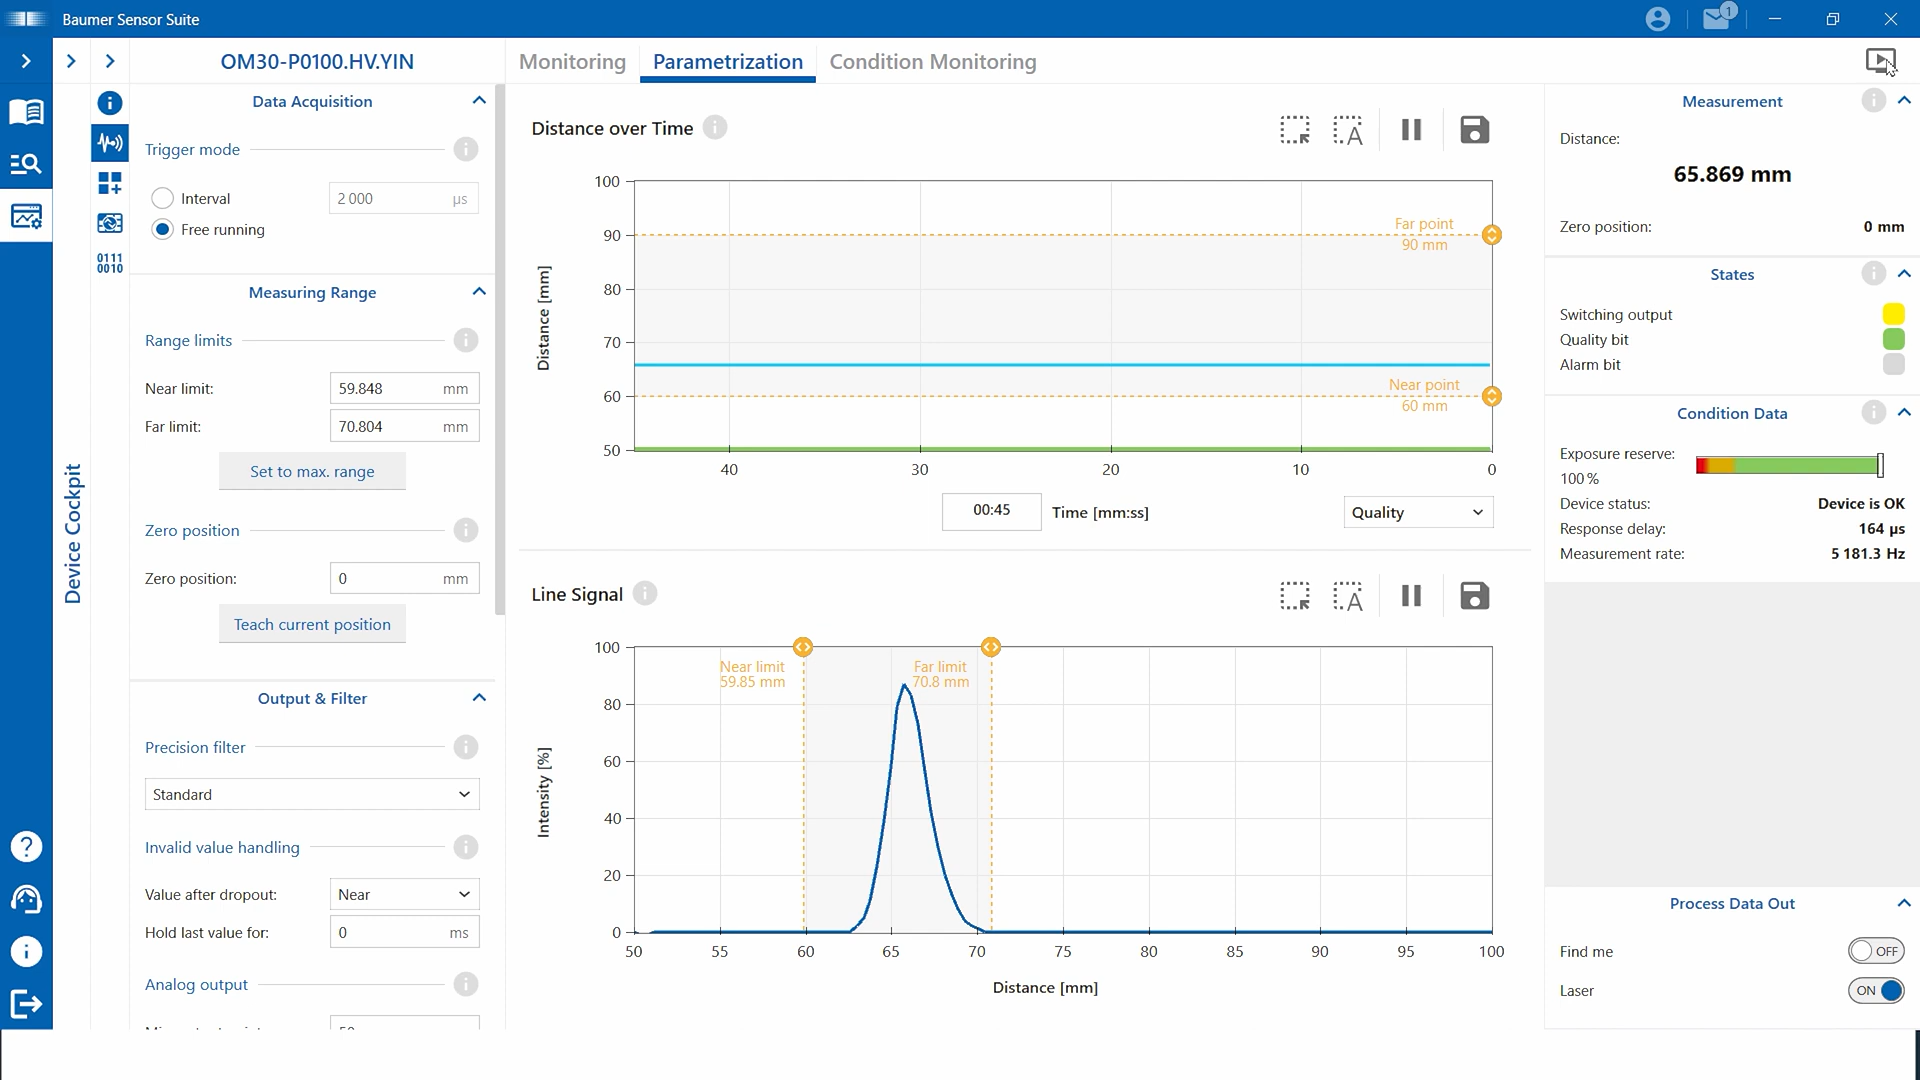 Baumer Sensor Suite
1
OM30-P0100.HV.YIN
Monitoring
Parametrization
Condition Monitoring
Device Cockpit
0111
0010
Data Acquisition
Trigger mode
Interval
2 000 µs
Free running
Measuring Range
Range limits
Near limit: 59.848 mm
Far limit: 70.804 mm
Set to max. range
Zero position
Zero position: 0 mm
Teach current position
Output & Filter
Precision filter
Standard
Invalid value handling
Value after dropout: Near
Hold last value for: 0 ms
Analog output
Distance over Time
A
Distance [mm]
100
90
80
70
60
50
Far point
90 mm
Near point
60 mm
40 30 20 10 0
00:45 Time [mm:ss]
Quality
Line Signal
A
Intensity [%]
100
80
60
40
20
0
Near limit
59.85 mm
Far limit
70.8 mm
50 55 60 65 70 75 80 85 90 95 100
Distance [mm]
Measurement
Distance:
65.869 mm
Zero position: 0 mm
States
Switching output
Quality bit
Alarm bit
Condition Data
Exposure reserve:
100 %
Device status: Device is OK
Response delay: 164 µs
Measurement rate: 5 181.3 Hz
Process Data Out
Find me OFF
Laser ON